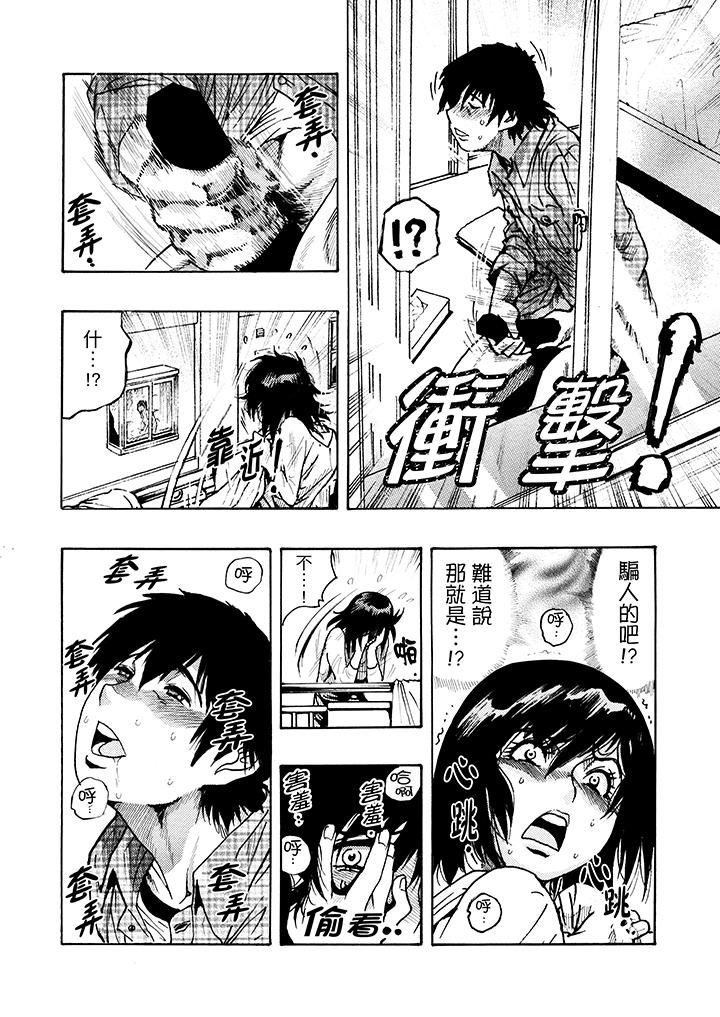 !?
衝擊！
套弄．
套弄．
什…！？
靠近！
騙人的吧!?
難道說
那就是…!?
呼…
心跳．
心跳．
呼…
不…！
害羞．
害羞．
哈啊
呼…
偷看..
套弄
呼
套弄
套弄
呼…
套弄
套弄